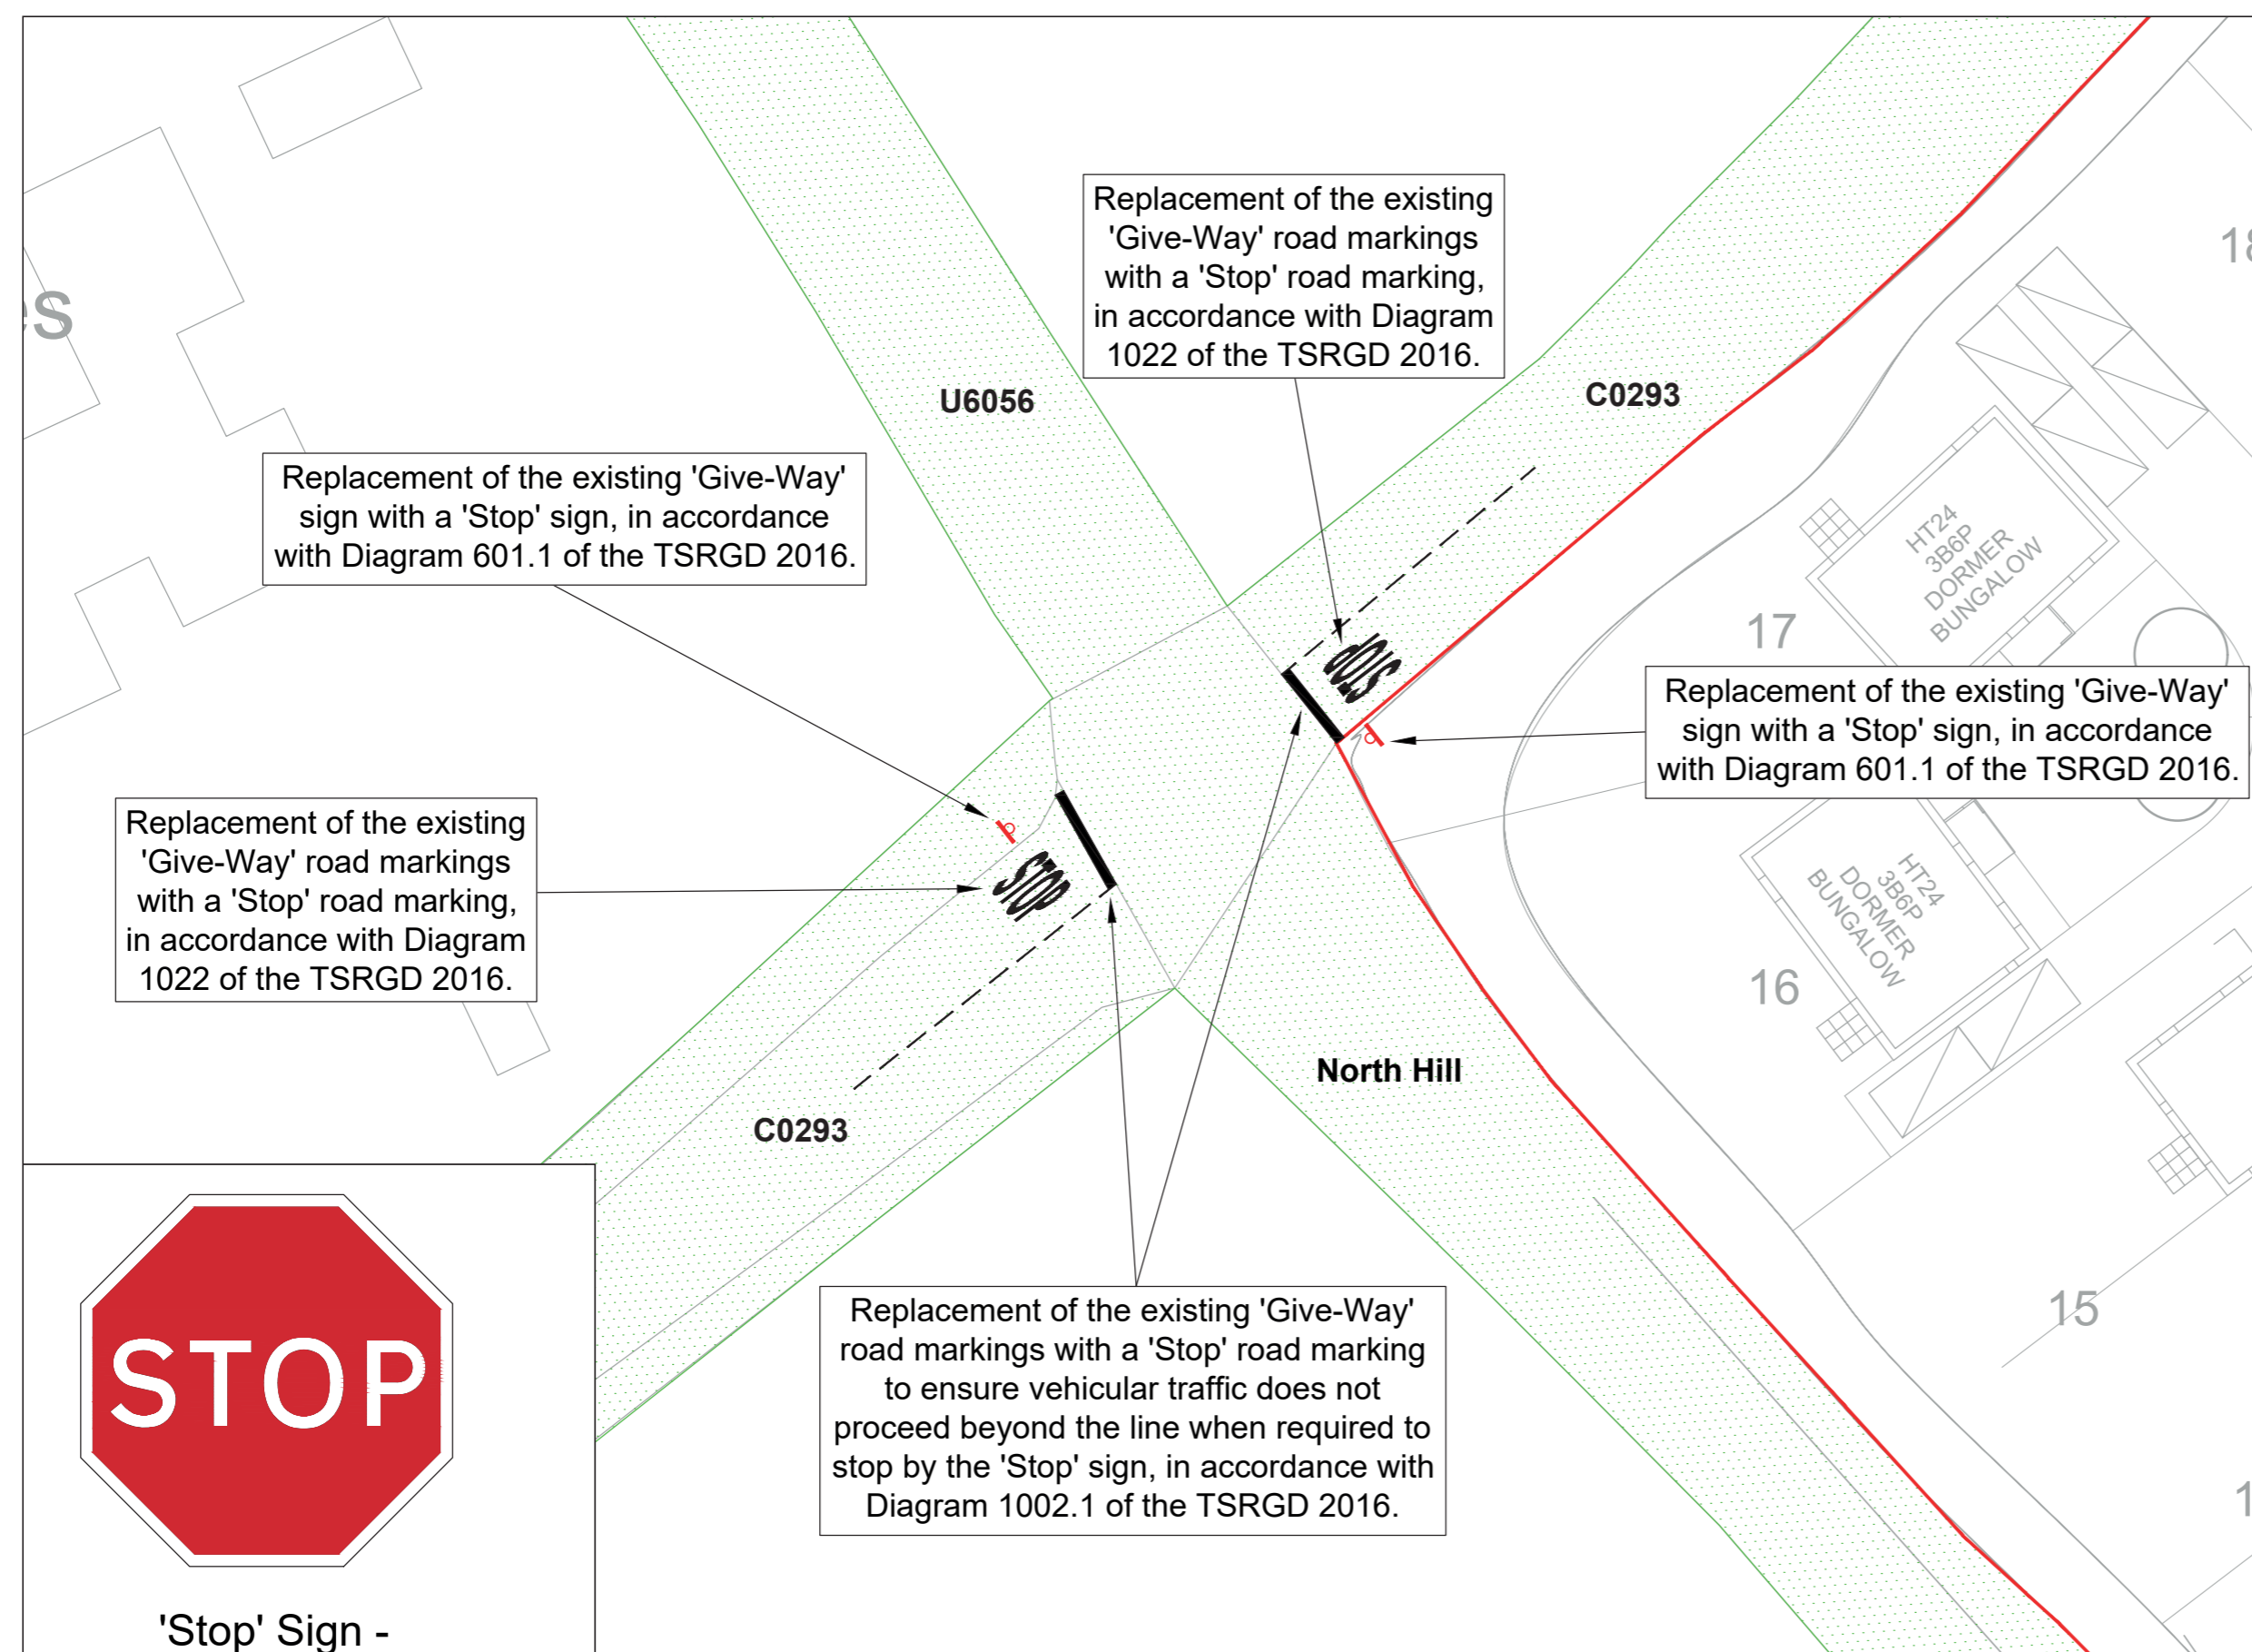 Replacement of the existing
'Give-Way' road markings
with a 'Stop' road marking,
in accordance with Diagram
1022 of the TSRGD 2016.
U6056
C0293
Replacement of the existing 'Give-Way'
sign with a 'Stop' sign, in accordance
with Diagram 601.1 of the TSRGD 2016.
HT24
3B6P
DORMER
BUNGALOW
17
STOP
Replacement of the existing 'Give-Way'
sign with a 'Stop' sign, in accordance
with Diagram 601.1 of the TSRGD 2016.
Replacement of the existing
'Give-Way' road markings
with a 'Stop' road marking,
in accordance with Diagram
1022 of the TSRGD 2016.
STOP
HT24
3B6P
DORMER
BUNGALOW
16
North Hill
C0293
15
Replacement of the existing 'Give-Way'
road markings with a 'Stop' road marking
to ensure vehicular traffic does not
proceed beyond the line when required to
stop by the 'Stop' sign, in accordance with
Diagram 1002.1 of the TSRGD 2016.
STOP
'Stop' Sign -